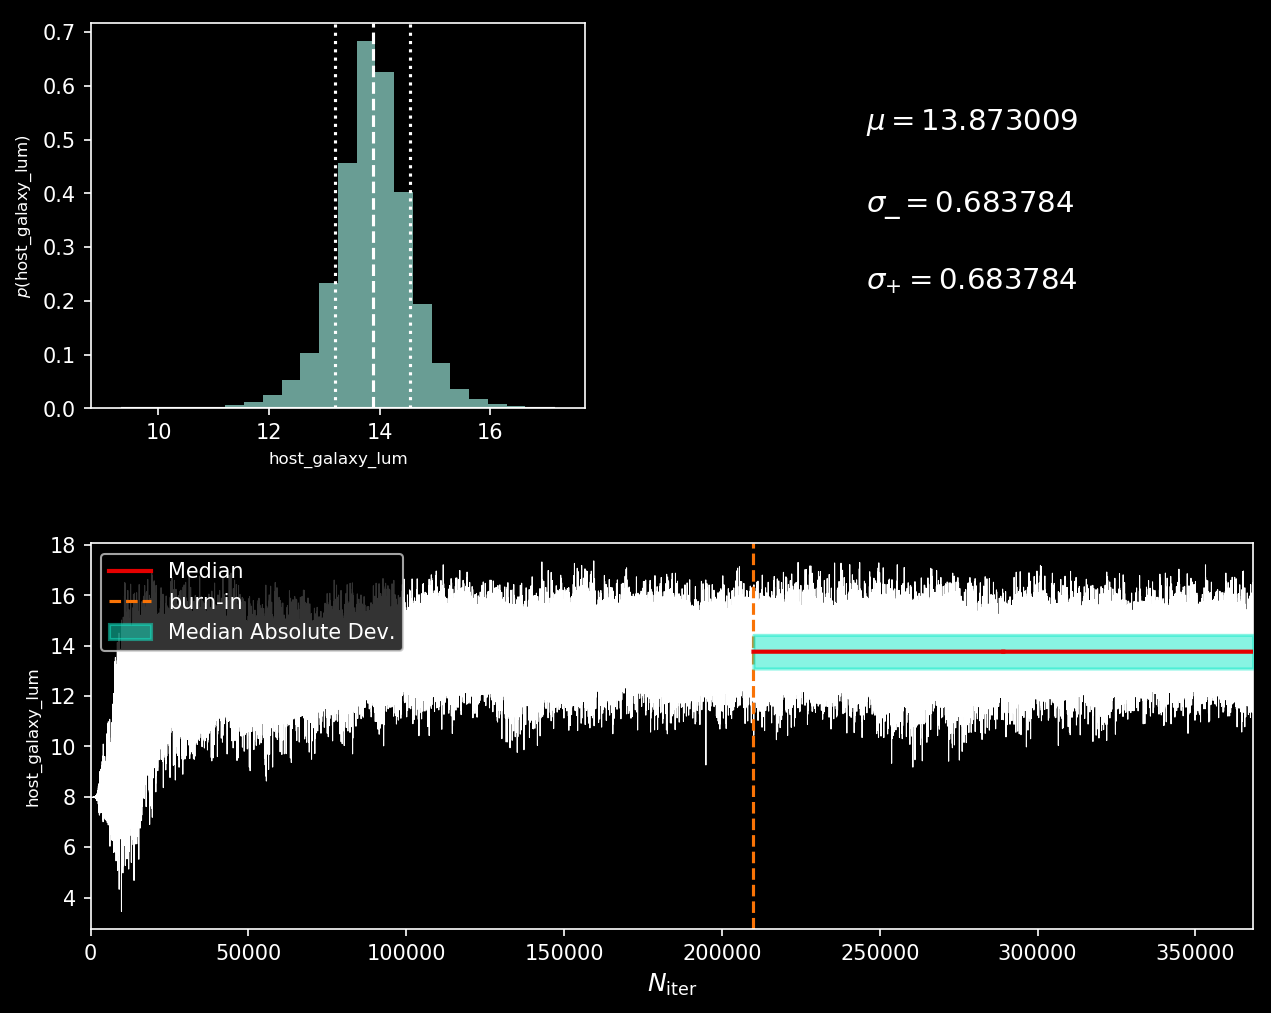 0.7
0.6
0.5
0.4
0.3
0.2
0.1
0.0
p(host_galaxy_lum)
10 12 14 16
host_galaxy_lum
μ = 13.873009
σ_− = 0.683784
σ_+ = 0.683784
18
16
14
12
10
8
6
4
host_galaxy_lum
Median
burn-in
Median Absolute Dev.
0 50000 100000 150000 200000 250000 300000 350000
N_iter